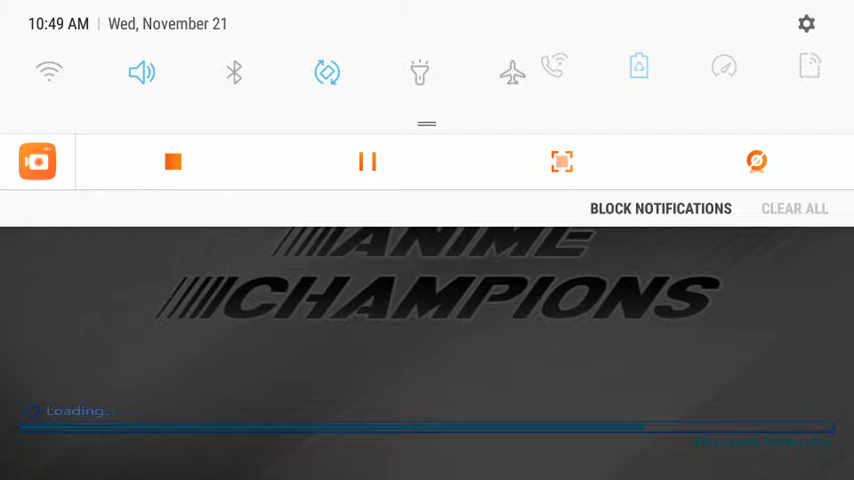 10:49 AM | Wed, November 21
BLOCK NOTIFICATIONS CLEAR ALL
ANIME
CHAMPIONS
Loading...